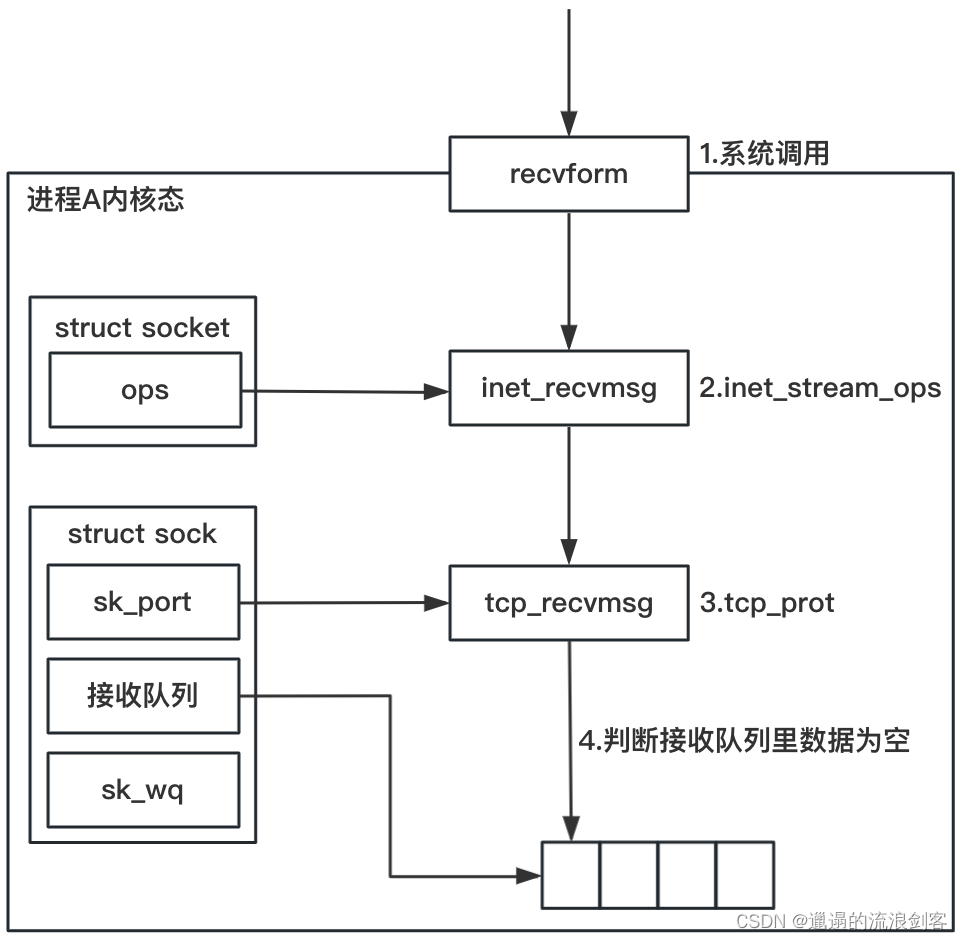 recvform
1.系统调用
进程A内核态
struct socket
ops
inet_recvmsg
2.inet_stream_ops
struct sock
sk_port
tcp_recvmsg
3.tcp_prot
接收队列
4.判断接收队列里数据为空
sk_wq
CSDN @邋遢的流浪剑客